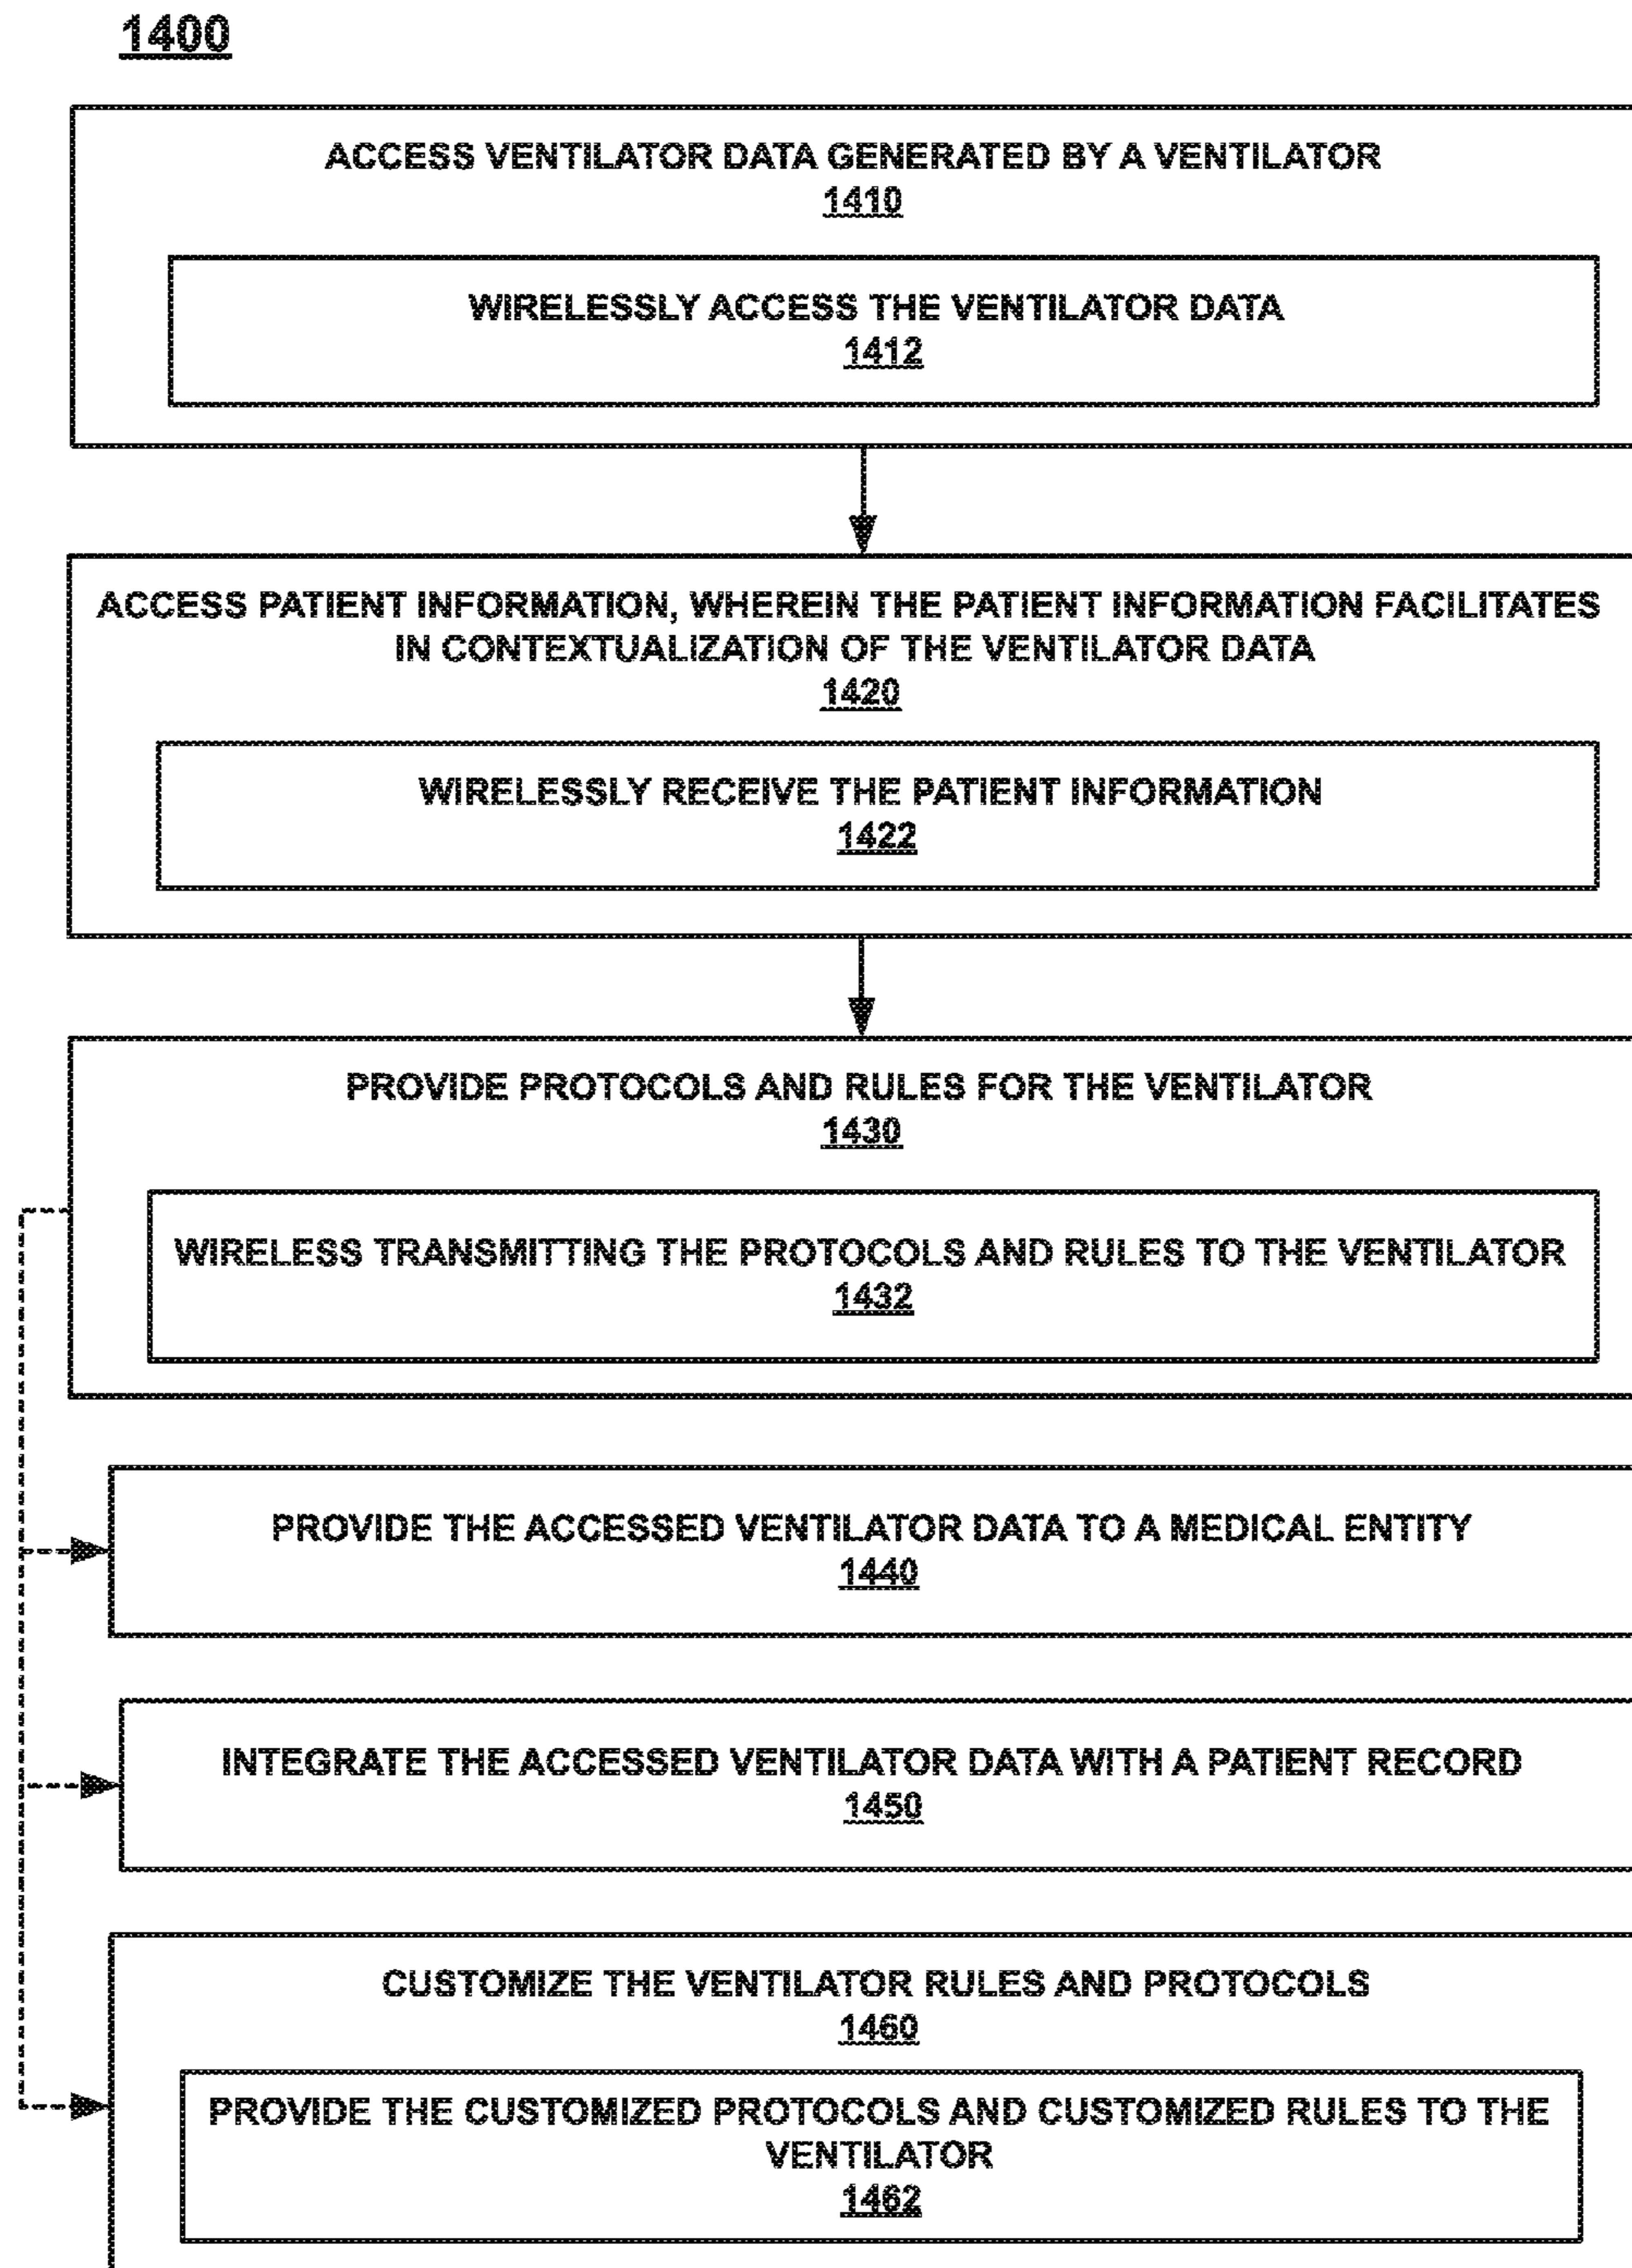 1400
ACCESS VENTILATOR DATA GENERATED BY A VENTILATOR
1410
WIRELESSLY ACCESS THE VENTILATOR DATA
1412
ACCESS PATIENT INFORMATION, WHEREIN THE PATIENT INFORMATION FACILITATES
IN CONTEXTUALIZATION OF THE VENTILATOR DATA
1420
WIRELESSLY RECEIVE THE PATIENT INFORMATION
1422
PROVIDE PROTOCOLS AND RULES FOR THE VENTILATOR
1430
WIRELESS TRANSMITTING THE PROTOCOLS AND RULES TO THE VENTILATOR
1432
PROVIDE THE ACCESSED VENTILATOR DATA TO A MEDICAL ENTITY
1440
INTEGRATE THE ACCESSED VENTILATOR DATA WITH A PATIENT RECORD
1450
CUSTOMIZE THE VENTILATOR RULES AND PROTOCOLS
1460
PROVIDE THE CUSTOMIZED PROTOCOLS AND CUSTOMIZED RULES TO THE
VENTILATOR
1462